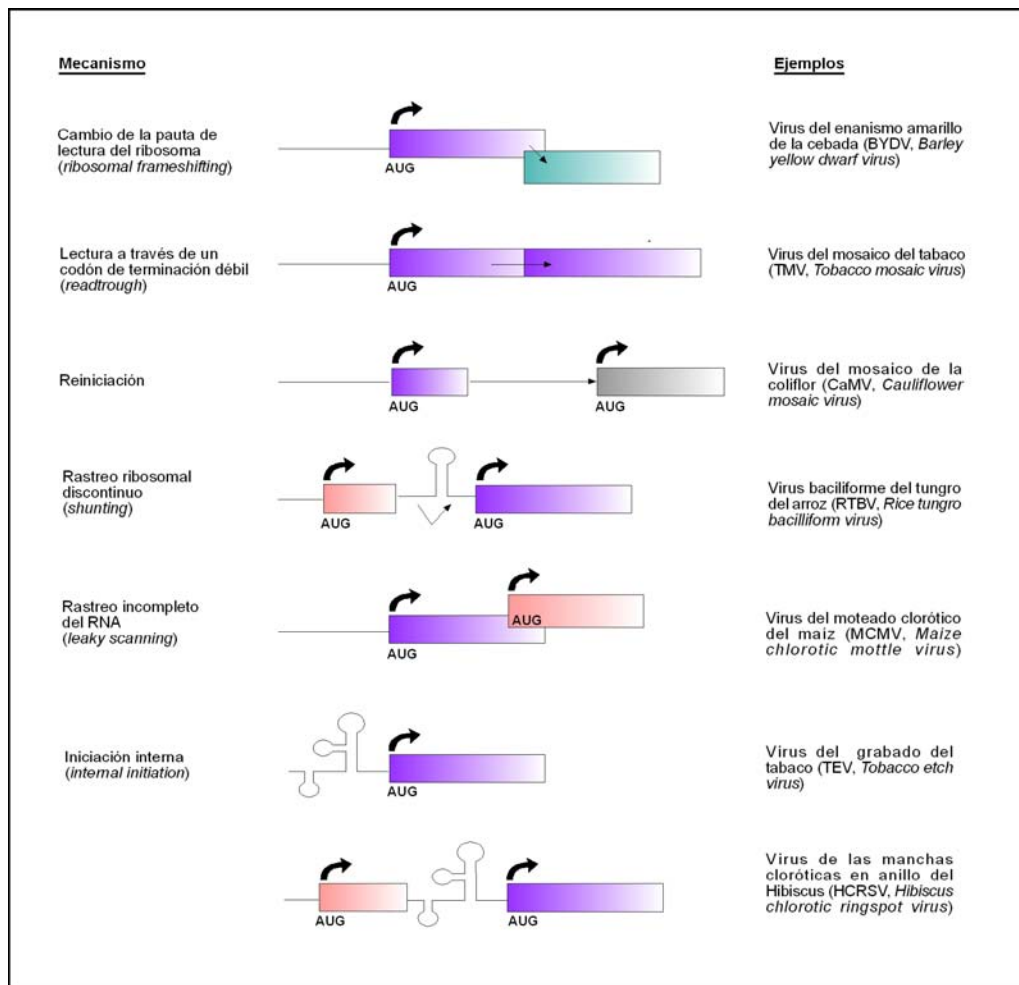 Mecanismo
Ejemplos
Cambio de la pauta de
lectura del ribosoma
(ribosomal frameshifting)
AUG
Virus del enanismo amarillo
de la cebada (BYDV, Barley
yellow dwarf virus)
Lectura a través de un
codón de terminación débil
(readtrough)
AUG
Virus del mosaico del tabaco
(TMV, Tobacco mosaic virus)
Reiniciación
AUG
AUG
Virus del mosaico de la
coliflor (CaMV, Cauliflower
mosaic virus)
Rastreo ribosomal
discontinuo
(shunting)
AUG
AUG
Virus baciliforme del tungro
del arroz (RTBV, Rice tungro
bacilliform virus)
Rastreo incompleto
del RNA
(leaky scanning)
AUG
AUG
Virus del moteado clorótico
del maiz (MCMV, Maize
chlorotic mottle virus)
Iniciación interna
(internal initiation)
AUG
Virus del grabado del
tabaco (TEV, Tobacco etch
virus)
AUG
AUG
Virus de las manchas
cloróticas en anillo del
Hibiscus (HCRSV, Hibiscus
chlorotic ringspot virus)